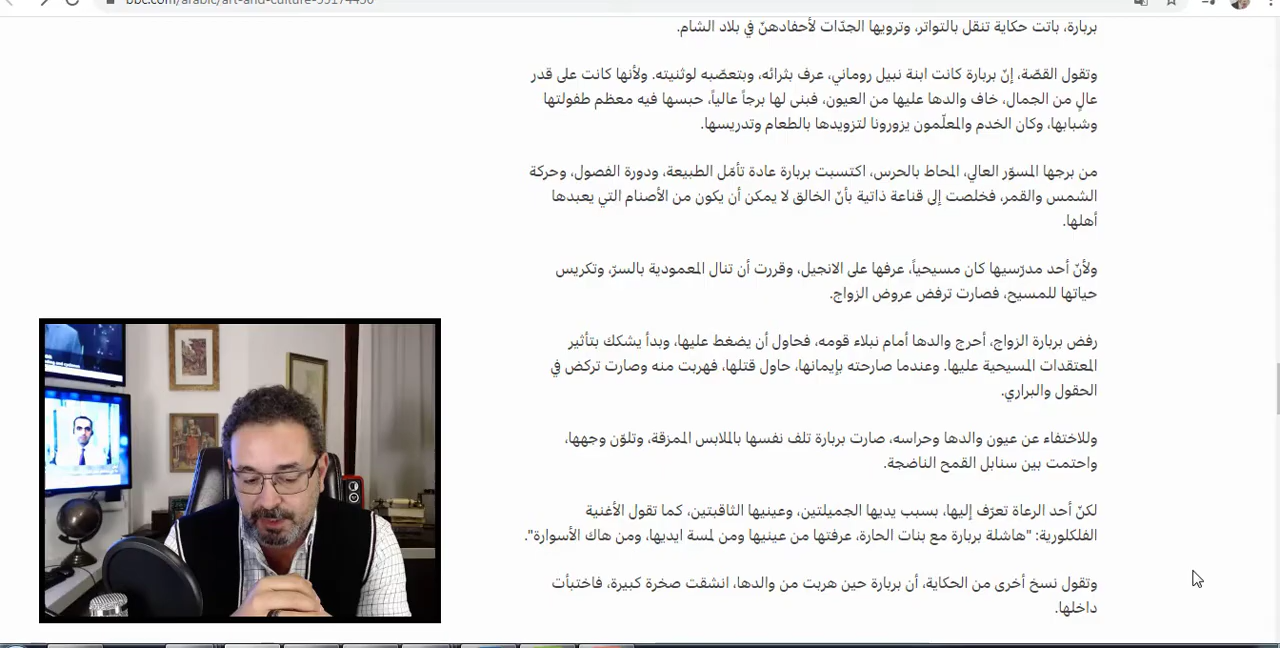 bbc.com/arabic/art-and-culture-59174450
بربارة، باتت حكاية تنقل بالتواتر، وترويها الجدّات لأحفادهنّ في بلاد الشام.
وتقول القصّة، إنّ بربارة كانت ابنة نبيل روماني، عرف بثرائه، وبتعصّبه لوثنيته. ولأنها كانت على قدر
عالٍ من الجمال، خاف والدها عليها من العيون، فبنى لها برجاً عالياً، حبسها فيه معظم طفولتها
وشبابها، وكان الخدم والمعلّمون يزورونا لتزويدها بالطعام وتدريسها.
من برجها المسوّر العالي، المحاط بالحرس، اكتسبت بربارة عادة تأمّل الطبيعة، ودورة الفصول، وحركة
الشمس والقمر، فخلصت إلى قناعة ذاتية بأنّ الخالق لا يمكن أن يكون من الأصنام التي يعبدها
أهلها.
ولأنّ أحد مدرّسيها كان مسيحياً، عرفها على الانجيل، وقررت أن تنال المعمودية بالسرّ، وتكريس
حياتها للمسيح، فصارت ترفض عروض الزواج.
رفض بربارة الزواج، أحرج والدها أمام نبلاء قومه، فحاول أن يضغط عليها، وبدأ يشكك بتأثير
المعتقدات المسيحية عليها. وعندما صارحته بإيمانها، حاول قتلها، فهربت منه وصارت تركض في
الحقول والبراري.
وللاختفاء عن عيون والدها وحراسه، صارت بربارة تلف نفسها بالملابس الممزقة، وتلوّن وجهها،
واحتمت بين سنابل القمح الناضجة.
لكنّ أحد الرعاة تعرّف إليها، بسبب يديها الجميلتين، وعينيها الثاقبتين، كما تقول الأغنية
الفلكلورية: "هاشلة بربارة مع بنات الحارة، عرفتها من عينيها ومن لمسة ايديها، ومن هاك الأسوارة".
وتقول نسخ أخرى من الحكاية، أن بربارة حين هربت من والدها، انشقت صخرة كبيرة، فاختبأت
داخلها.